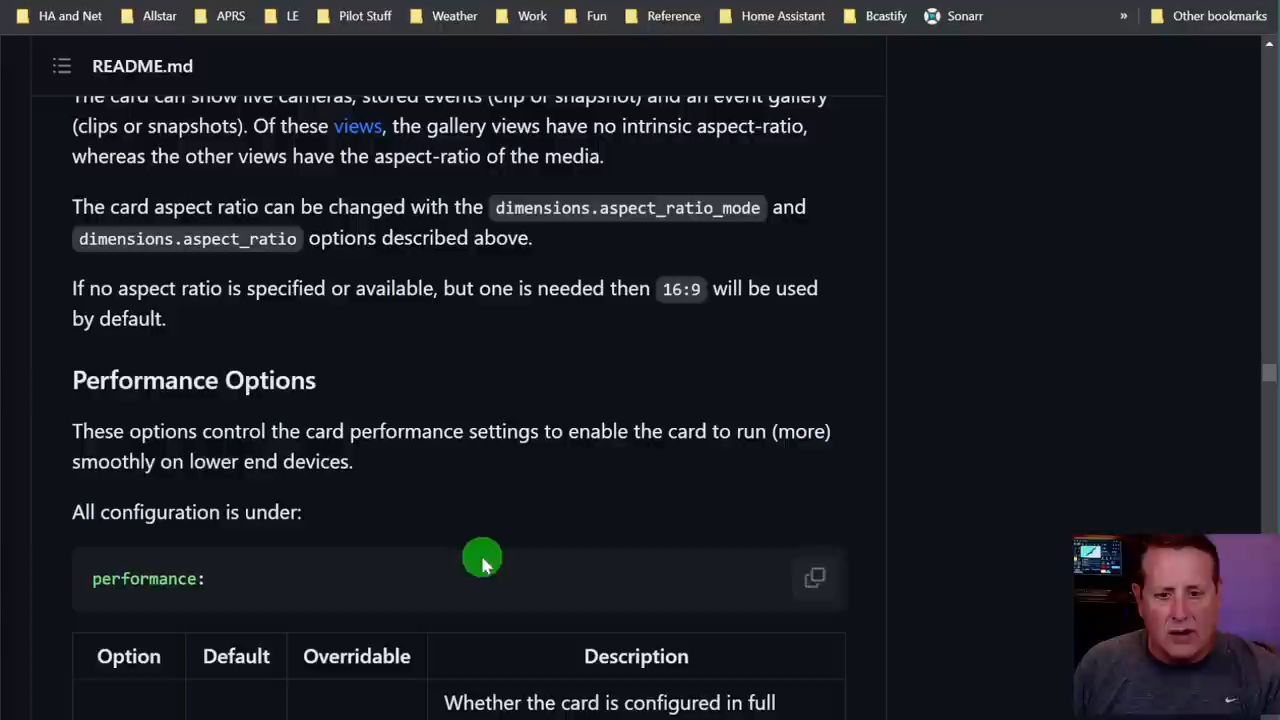 HA and Net Allstar APRS LE Pilot Stuff Weather Work Fun Reference Home Assistant Bcastify Sonarr » Other bookmarks
README.md
The card can show live cameras, stored events (clip or snapshot) and an event gallery
(clips or snapshots). Of these views, the gallery views have no intrinsic aspect-ratio,
whereas the other views have the aspect-ratio of the media.
The card aspect ratio can be changed with the dimensions.aspect_ratio_mode and
dimensions.aspect_ratio options described above.
If no aspect ratio is specified or available, but one is needed then 16:9 will be used
by default.
Performance Options
These options control the card performance settings to enable the card to run (more)
smoothly on lower end devices.
All configuration is under:
performance:
Option Default Overridable Description
Whether the card is configured in full